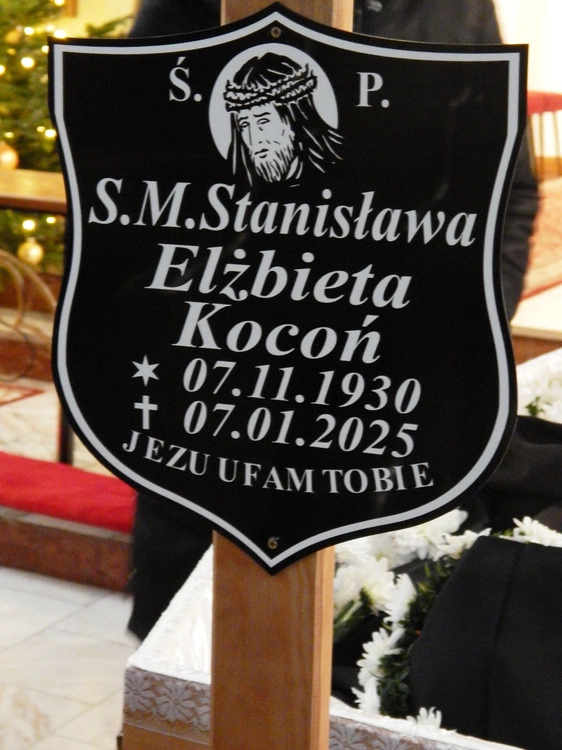 Ś. P.
S.M.Stanisława
Elżbieta
Kocoń
07.11.1930
✝ 07.01.2025
JEZU UFAM TOBIE